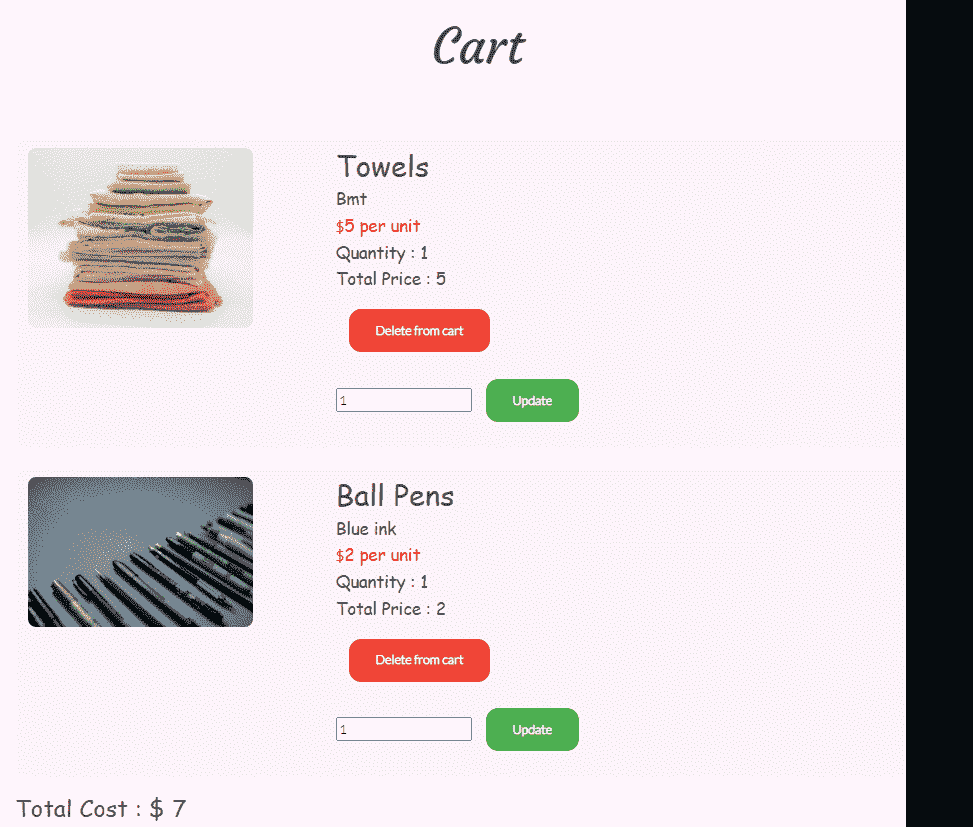 Cart
Towels
Bmt
$5 per unit
Quantity : 1
Total Price : 5
Delete from cart
1
Update
Ball Pens
Blue ink
$2 per unit
Quantity : 1
Total Price : 2
Delete from cart
1
Update
Total Cost : $ 7